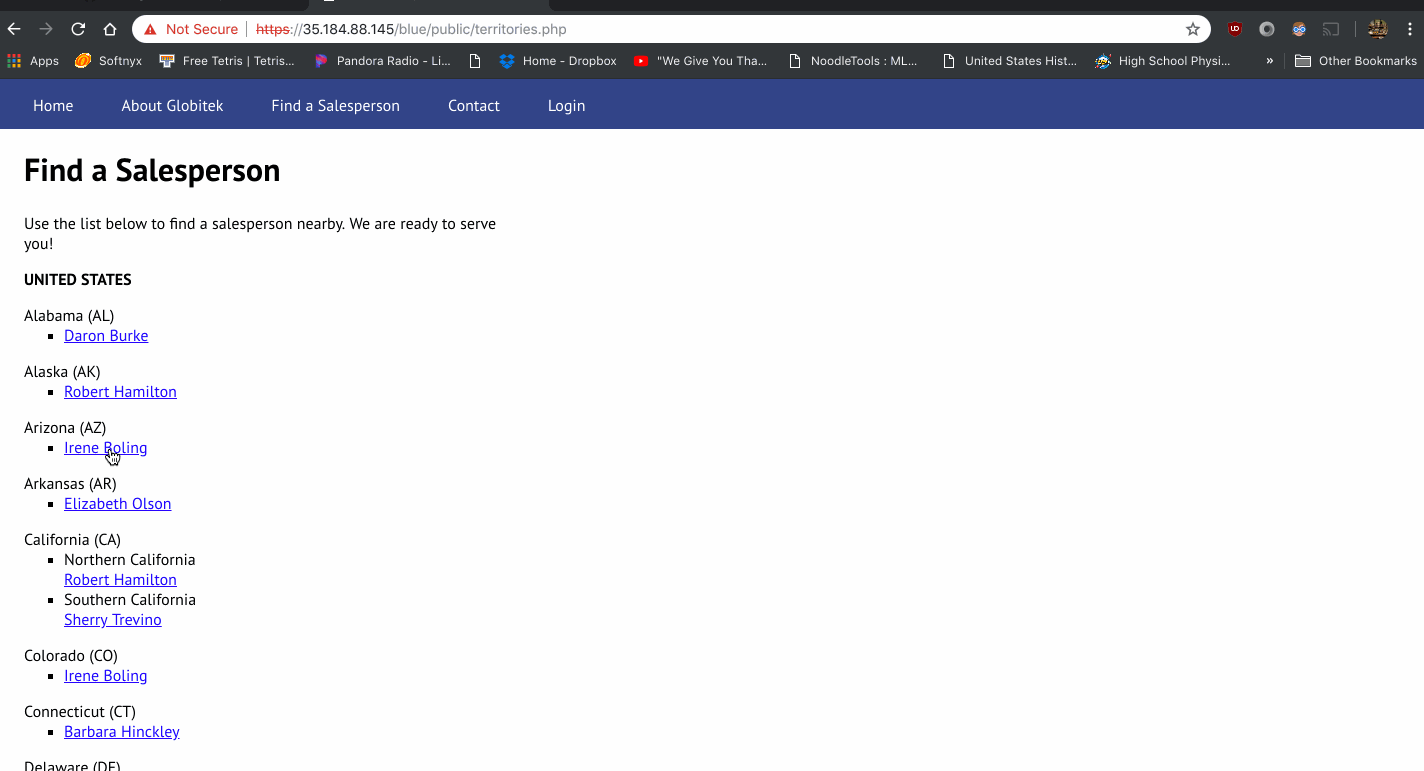 Not Secure https://35.184.88.145/blue/public/territories.php
Apps Softnyx Free Tetris | Tetris... Pandora Radio - Li... Home - Dropbox "We Give You Tha... NoodleTools : ML... United States Hist... High School Physi... » Other Bookmarks
Home About Globitek Find a Salesperson Contact Login
Find a Salesperson
Use the list below to find a salesperson nearby. We are ready to serve
you!
UNITED STATES
Alabama (AL)
Daron Burke
Alaska (AK)
Robert Hamilton
Arizona (AZ)
Irene Boling
Arkansas (AR)
Elizabeth Olson
California (CA)
Northern California
Robert Hamilton
Southern California
Sherry Trevino
Colorado (CO)
Irene Boling
Connecticut (CT)
Barbara Hinckley
Delaware (DE)